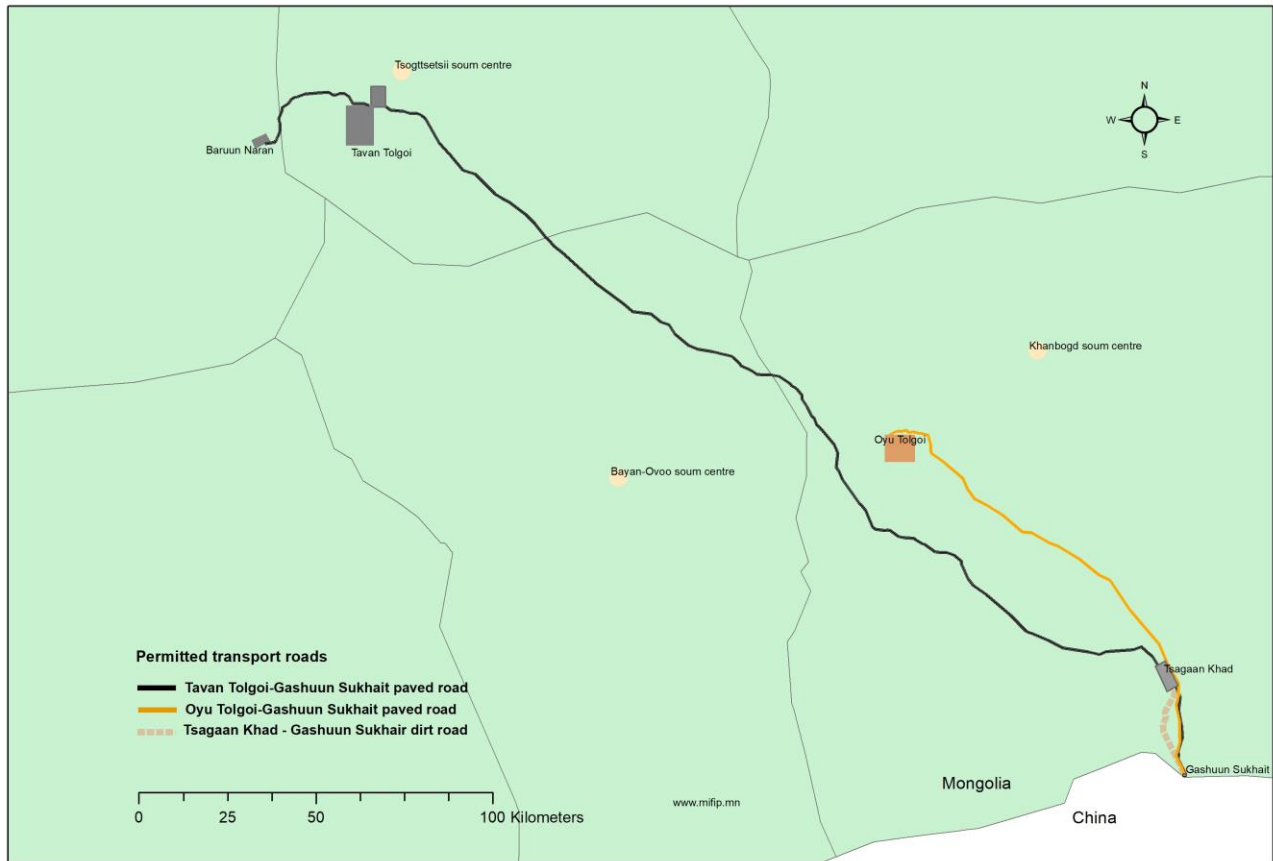 Tsogttsetsii soum centre
N
W
E
S
Baruun Naran
Tavan Tolgoi
Khanbogd soum centre
Oyu Tolgoi
Bayan-Ovoo soum centre
Permitted transport roads
Tavan Tolgoi-Gashuun Sukhait paved road
Oyu Tolgoi-Gashuun Sukhait paved road
Tsagaan Khad - Gashuun Sukhair dirt road
Tsagaan Khad
Gashuun Sukhait
Mongolia
China
www.mifip.mn
0 25 50 100 Kilometers